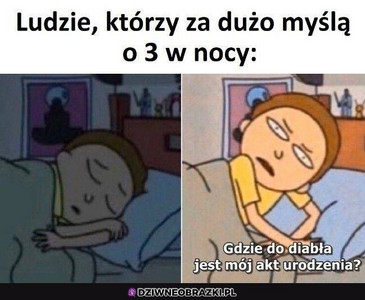 Ludzie, którzy za dużo myślą
o 3 w nocy:
Gdzie do diabła
jest mój akt urodzenia?
DZIWNEOBRAZKI.PL